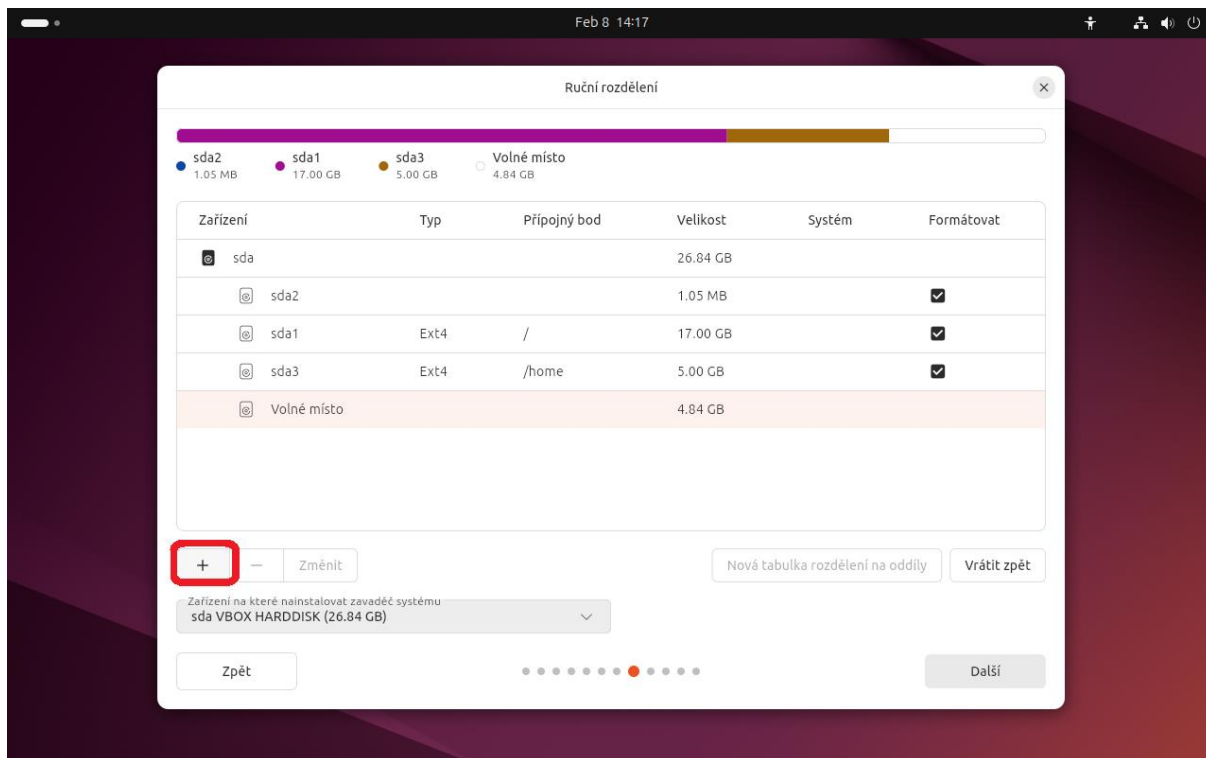 Feb 8 14:17
Ruční rozdělení
sda2 sda1 sda3 Volné místo
1.05 MB 17.00 GB 5.00 GB 4.84 GB
Zařízení Typ Přípojný bod Velikost Systém Formátovat
sda 26.84 GB
sda2 1.05 MB
sda1 Ext4 / 17.00 GB
sda3 Ext4 /home 5.00 GB
Volné místo 4.84 GB
+ − Změnit Nová tabulka rozdělení na oddíly Vrátit zpět
Zařízení na které nainstalovat zavaděč systému
sda VBOX HARDDISK (26.84 GB)
Zpět Další